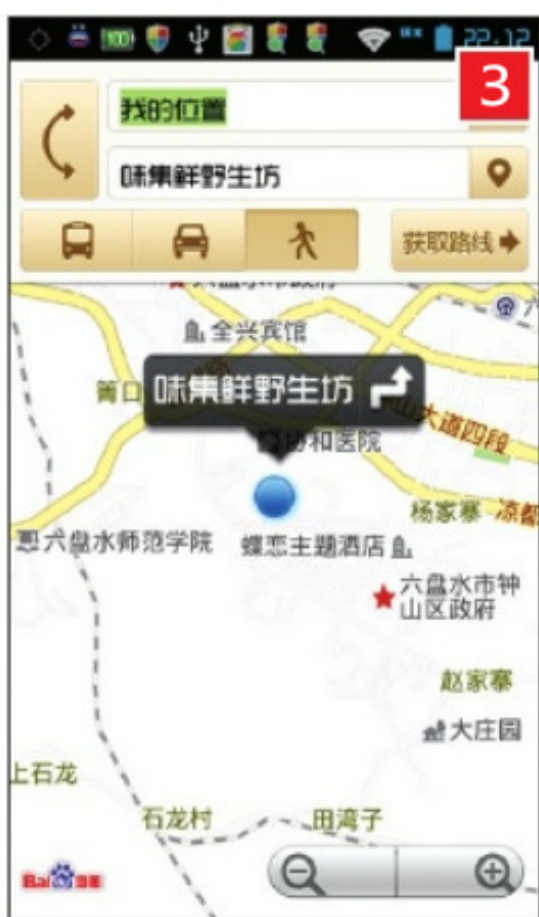 100
22:12
3
我的位置
味集鲜野生坊
获取路线
全兴宾馆
味集鲜野生坊
箐口
山大道四段
协和医院
杨家寨
凉都
六盘水师范学院
蝶恋主题酒店
六盘水市钟
山区政府
赵家寨
大庄园
上石龙
石龙村
田湾子
Bai